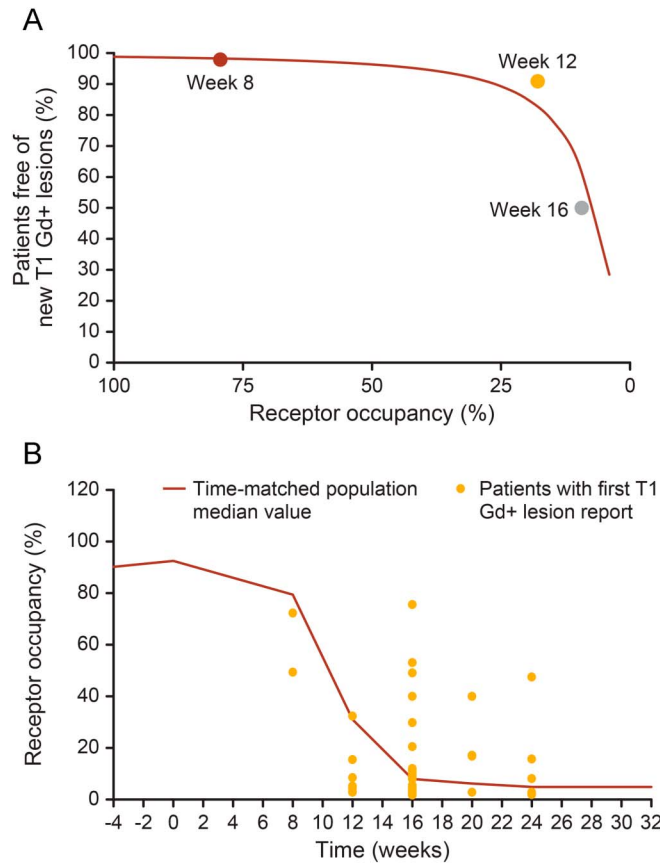 A
Patients free of
new T1 Gd+ lesions (%)
100
90
80
70
60
50
40
30
20
10
0
Week 8
Week 12
Week 16
100
75
50
25
0
Receptor occupancy (%)
B
Time-matched population
median value
Patients with first T1
Gd+ lesion report
Receptor occupancy (%)
120
100
80
60
40
20
0
-4
0
2
4
6
8
10
12
14
16
18
20
22
24
26
28
30
32
Time (weeks)